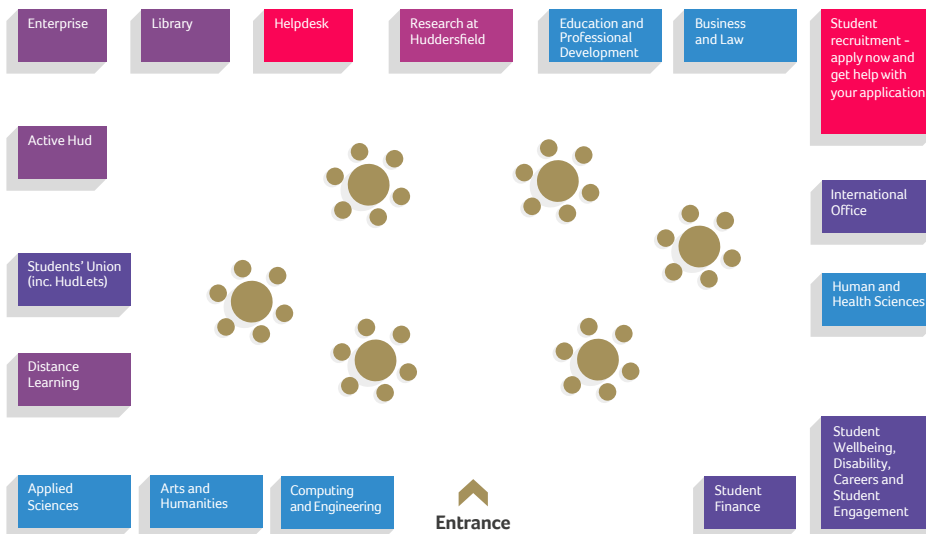 Enterprise
Library
Helpdesk
Research at
Huddersfield
Education and
Professional
Development
Business
and Law
Student
recruitment -
apply now and
get help with
your application
Active Hud
International
Office
Students' Union
(inc. HudLets)
Human and
Health Sciences
Distance
Learning
Student
Wellbeing,
Disability,
Careers and
Student
Engagement
Applied
Sciences
Arts and
Humanities
Computing
and Engineering
Entrance
Student
Finance